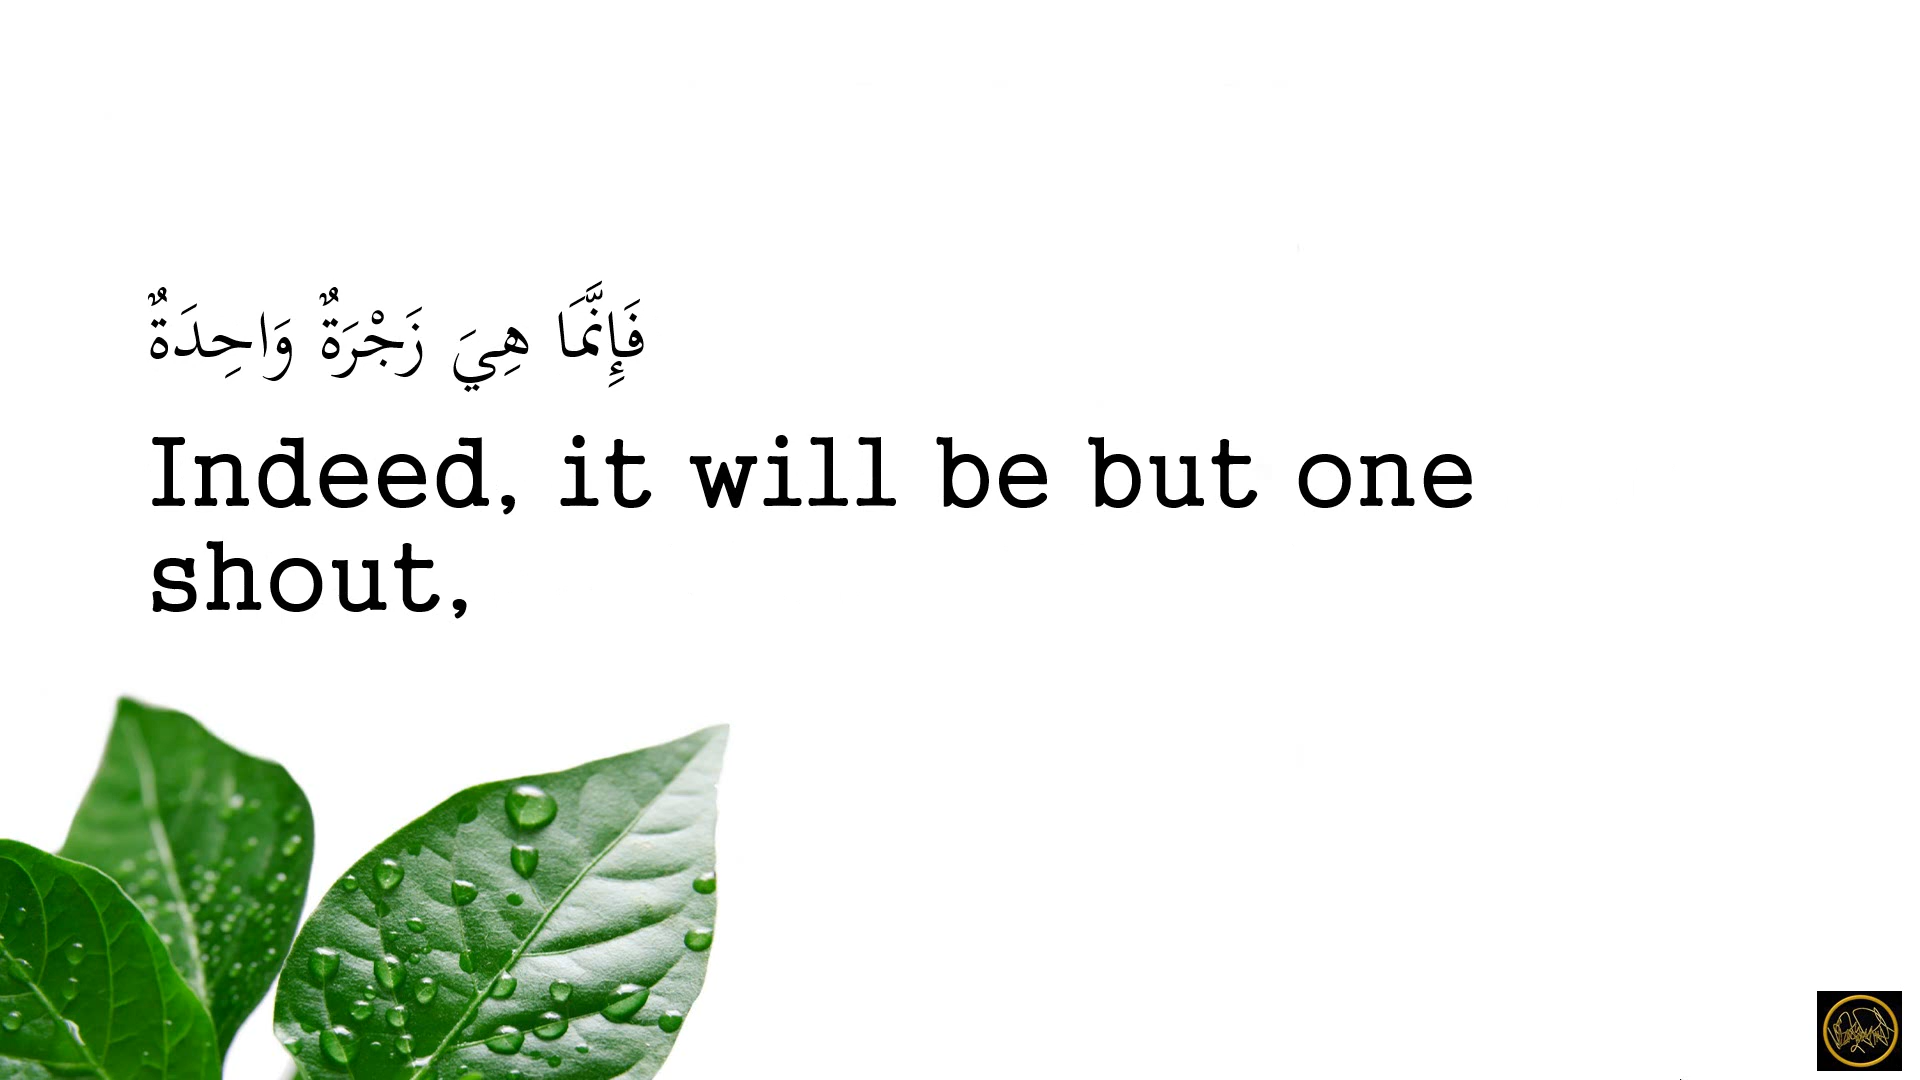 فَإِنَّمَا هِيَ زَجْرَةٌ وَاحِدَةٌ
Indeed, it will be but one
shout,